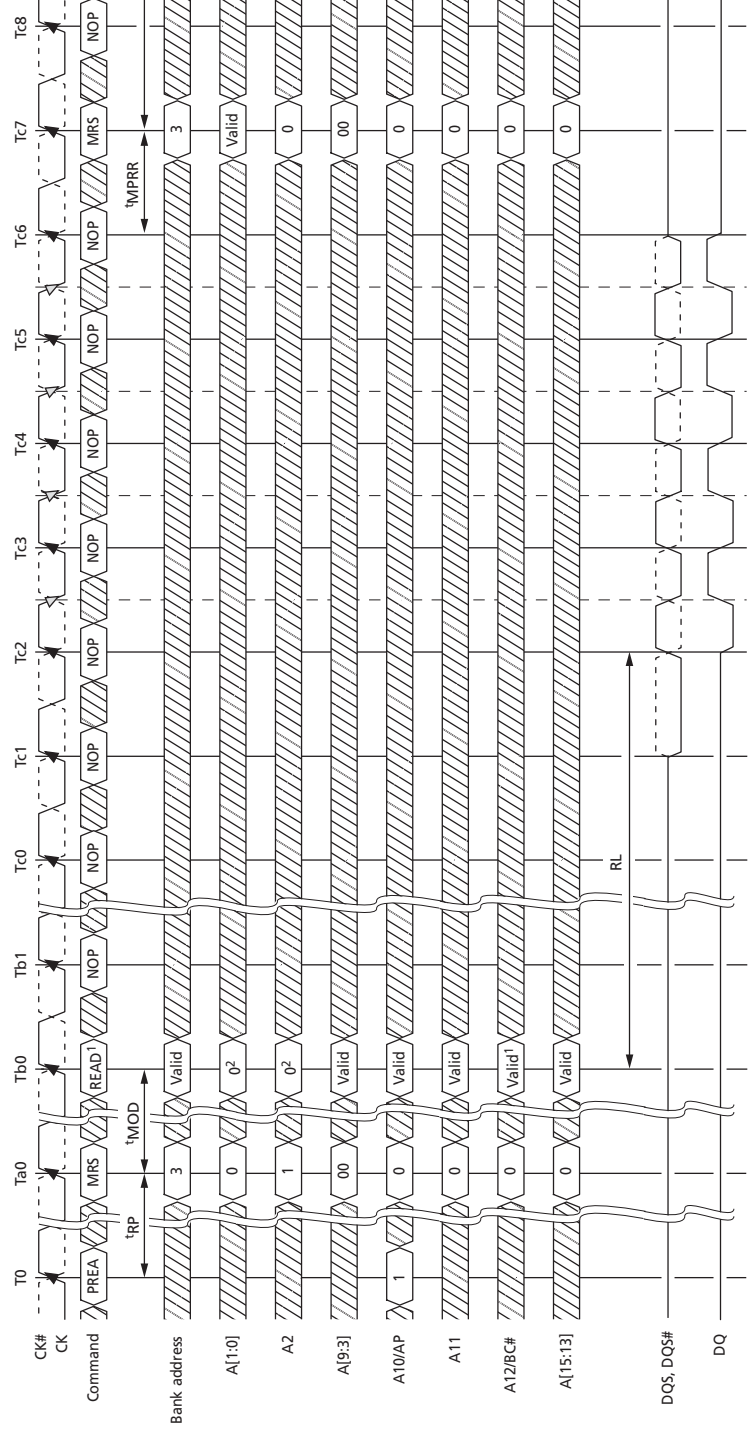 T0 Ta0 Tb0 Tb1 Tc0 Tc1 Tc2 Tc3 Tc4 Tc5 Tc6 Tc7 Tc8
CK#
CK
Command PREA MRS READ¹ NOP NOP NOP NOP NOP NOP NOP NOP MRS NOP
tRP tMOD tMPRR
Bank address 3 Valid 3
A[1:0] 0 0² Valid
A2 1 0² 0
A[9:3] 00 Valid 00
A10/AP 1 0 Valid 0
A11 0 Valid 0
A12/BC# 0 Valid¹ 0
A[15:13] 0 Valid 0
RL
DQS, DQS#
DQ